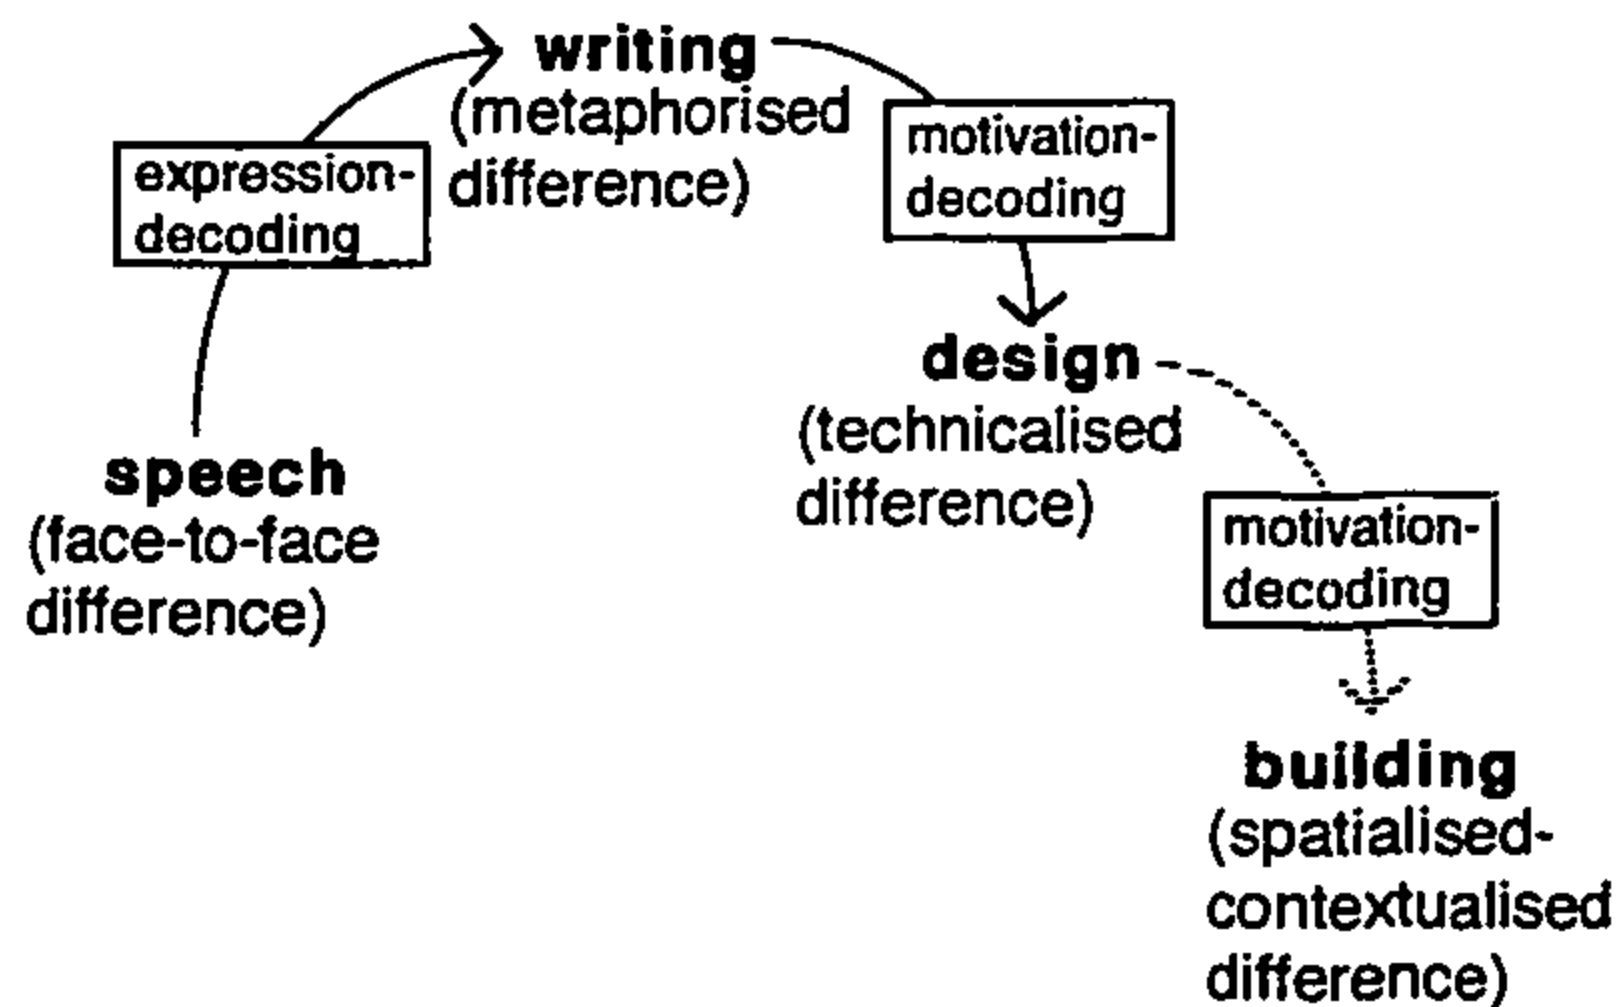 writing
(metaphorised
difference)
expression-
decoding
motivation-
decoding
speech
(face-to-face
difference)
design
(technicalised
difference)
motivation-
decoding
building
(spatialised-
contextualised
difference)